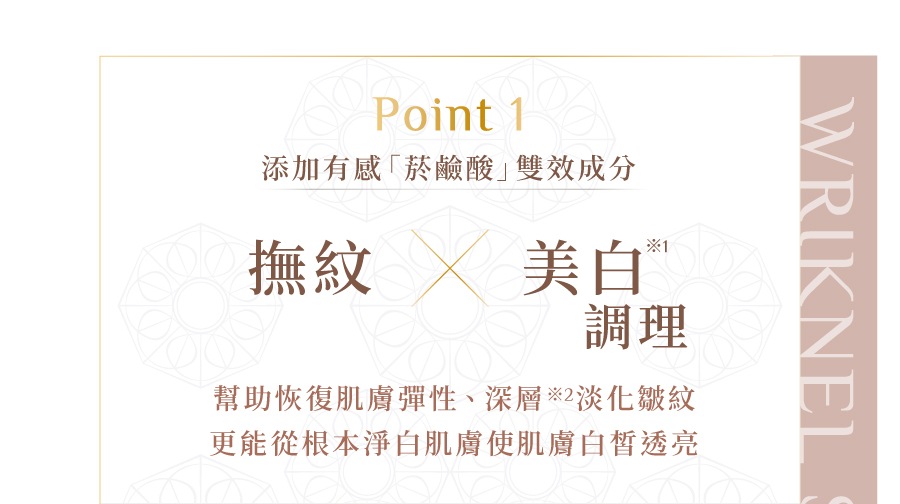 Point 1
添加有感「菸鹼酸」雙效成分
撫紋 × 美白※1
調理
幫助恢復肌膚彈性、深層※2淡化皺紋
更能從根本淨白肌膚使肌膚白皙透亮
WRIKNEL S